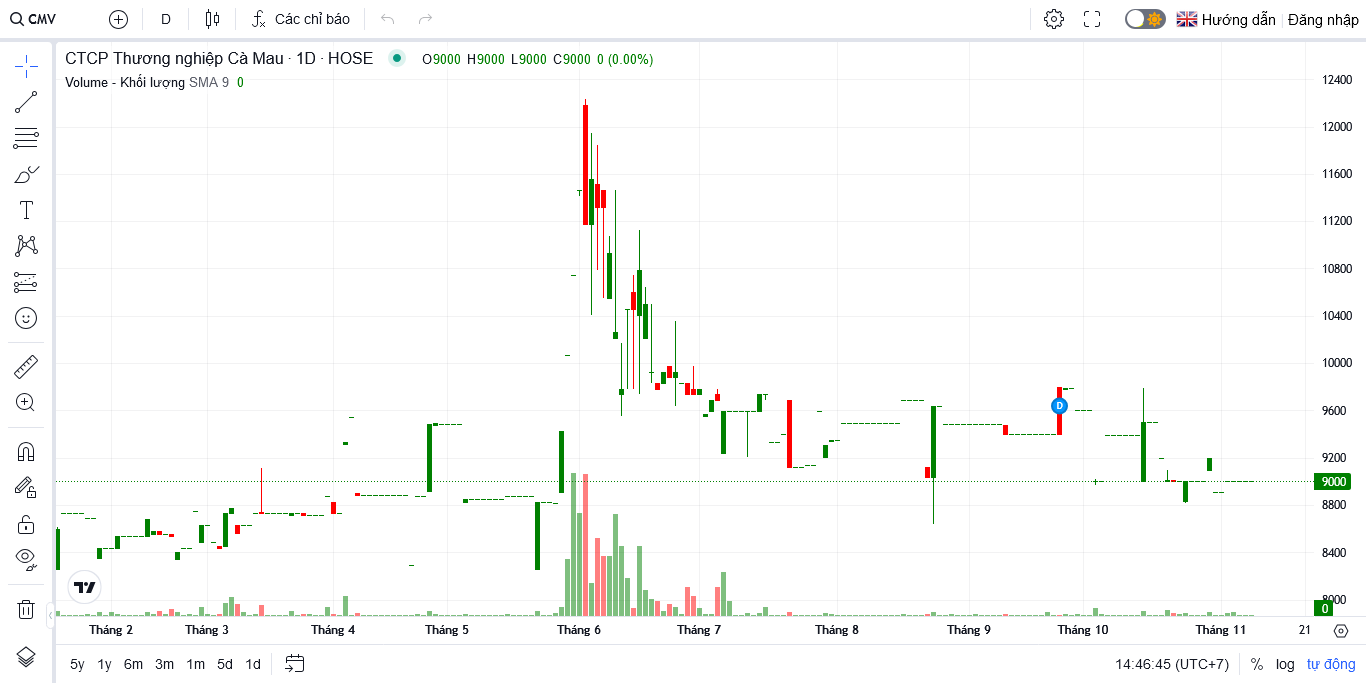 CMV D Các chỉ báo Hướng dẫn Đăng nhập
CTCP Thương nghiệp Cà Mau · 1D · HOSE O9000 H9000 L9000 C9000 0 (0.00%)
Volume - Khối lượng SMA 9 0
12400
12000
11600
11200
10800
10400
10000
9600
D
9200
9000
8800
8400
8000
0
Tháng 2 Tháng 3 Tháng 4 Tháng 5 Tháng 6 Tháng 7 Tháng 8 Tháng 9 Tháng 10 Tháng 11 21
5y 1y 6m 3m 1m 5d 1d 14:46:45 (UTC+7) % log tự động